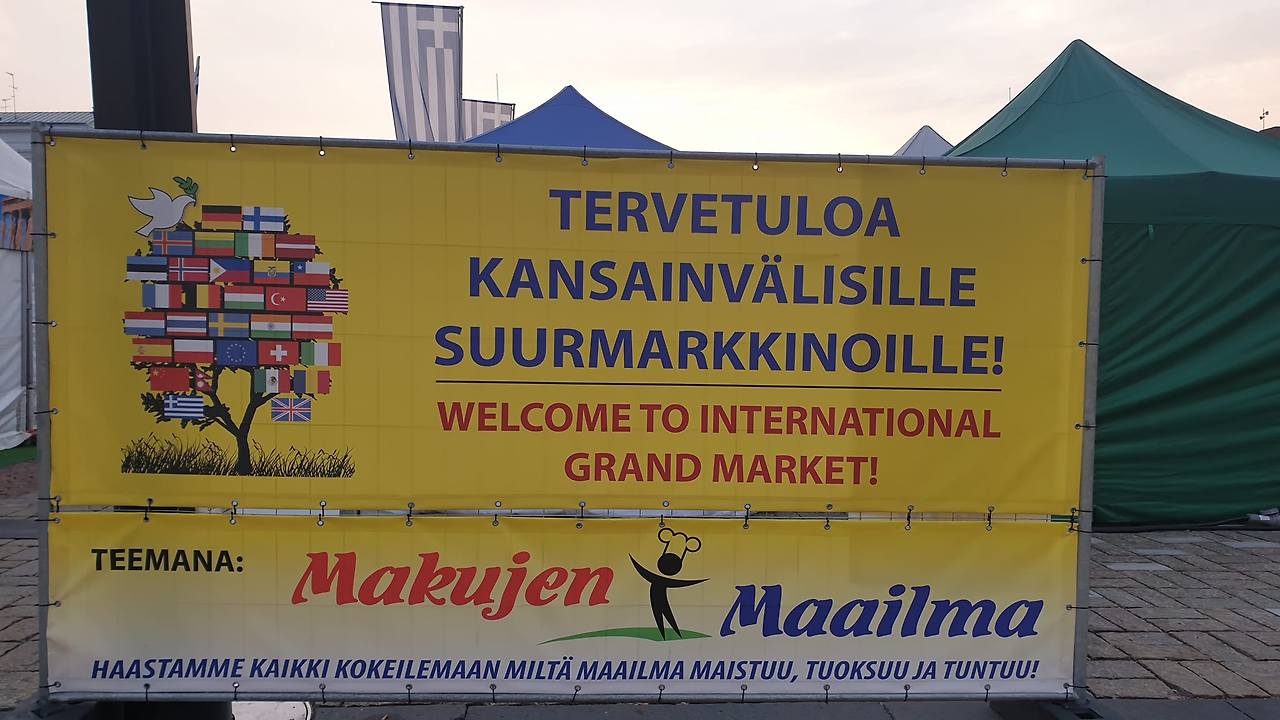 TERVETULOA
KANSAINVÄLISILLE
SUURMARKKINOILLE!
WELCOME TO INTERNATIONAL
GRAND MARKET!
TEEMANA: Makujen Maailma
HAASTAMME KAIKKI KOKEILEMAAN MILTÄ MAAILMA MAISTUU, TUOKSUU JA TUNTUU!